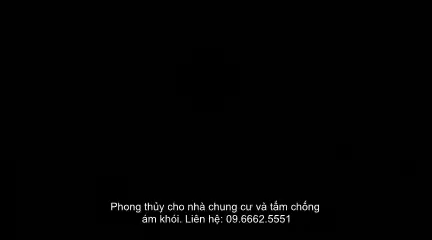 Phong thủy cho nhà chung cư và tấm chống
ám khói. Liên hệ: 09.6662.5551